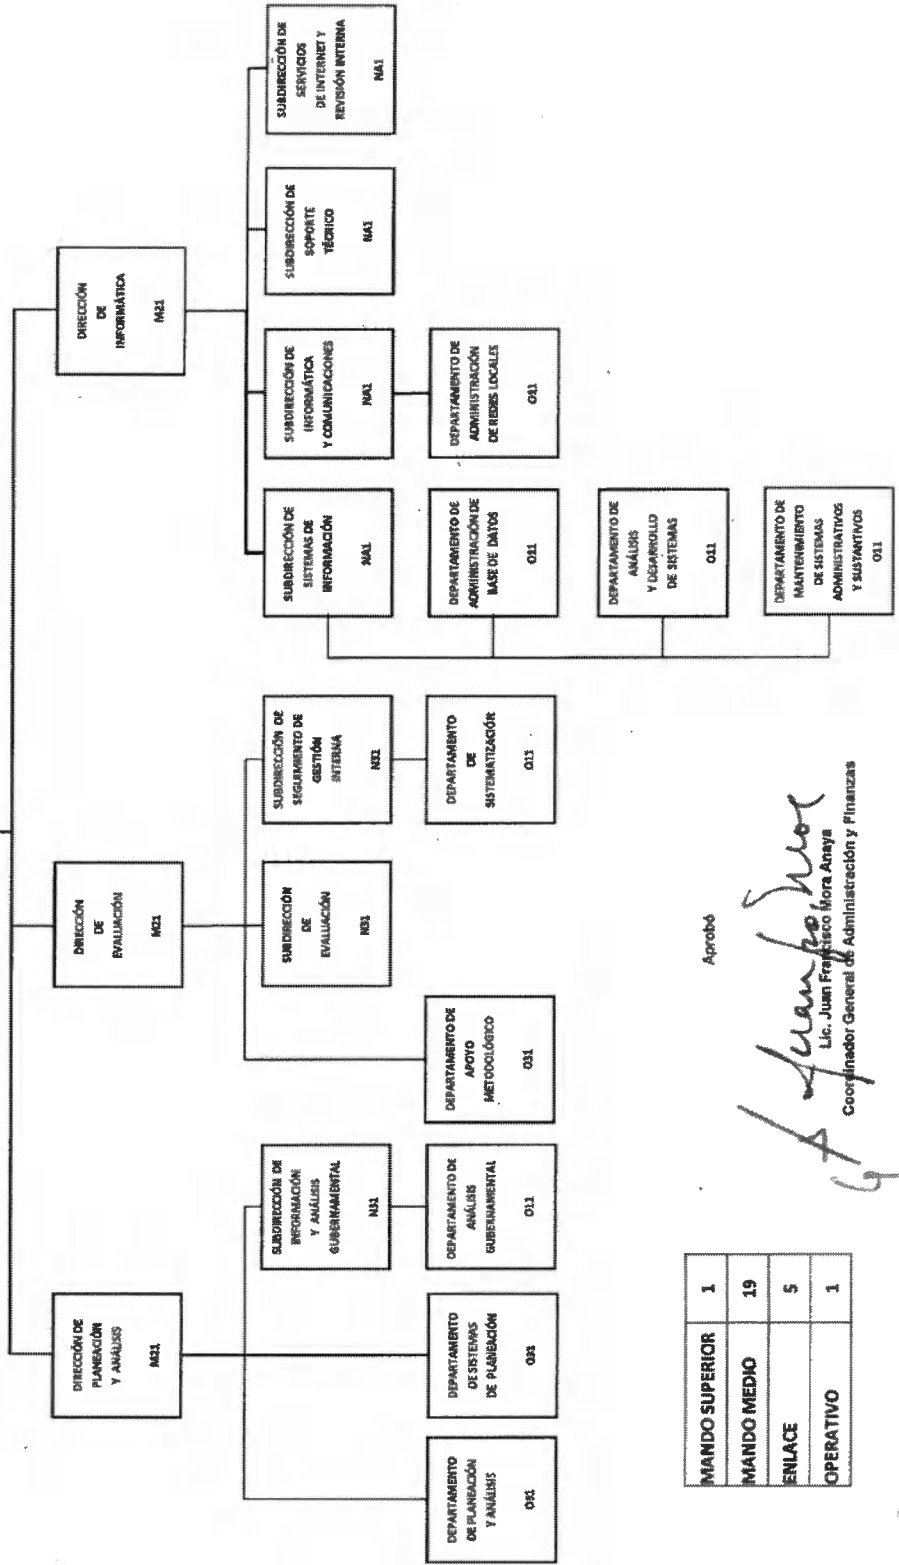 DIRECCIÓN DE
PLANEACIÓN
Y ANÁLISIS
M21
DIRECCIÓN
DE
EVALUACIÓN
M21
DIRECCIÓN
DE
INFORMÁTICA
M21
SUBDIRECCIÓN DE
INFORMACIÓN
Y ANÁLISIS
GUBERNAMENTAL
N31
SUBDIRECCIÓN
DE
EVALUACIÓN
N31
SUBDIRECCIÓN DE
SEGUIMIENTO DE
GESTIÓN
INTERNA
N31
SUBDIRECCIÓN DE
SISTEMAS DE
INFORMACIÓN
NA1
SUBDIRECCIÓN DE
INFORMÁTICA
Y COMUNICACIONES
NA1
SUBDIRECCIÓN DE
SOPORTE
TÉCNICO
NA1
SUBDIRECCIÓN DE
SERVICIOS
DE INTERNET Y
REVISIÓN INTERNA
NA1
DEPARTAMENTO
DE PLANEACIÓN
Y ANÁLISIS
O31
DEPARTAMENTO
DE SISTEMAS
DE PLANEACIÓN
O31
DEPARTAMENTO DE
ANÁLISIS
GUBERNAMENTAL
O11
DEPARTAMENTO DE
APOYO
METODOLÓGICO
O31
DEPARTAMENTO
DE
SISTEMATIZACIÓN
O11
DEPARTAMENTO DE
ADMINISTRACIÓN DE
BASE DE DATOS
O11
DEPARTAMENTO DE
ADMINISTRACIÓN
DE REDES LOCALES
O11
DEPARTAMENTO DE
ANÁLISIS
Y DESARROLLO
DE SISTEMAS
O11
DEPARTAMENTO DE
MANTENIMIENTO
DE SISTEMAS
ADMINISTRATIVOS
Y SUSTANTIVOS
O11
MANDO SUPERIOR 1
MANDO MEDIO 19
ENLACE 5
OPERATIVO 1
Aprobó
Lic. Juan Francisco Mora Anaya
Coordinador General de Administración y Finanzas